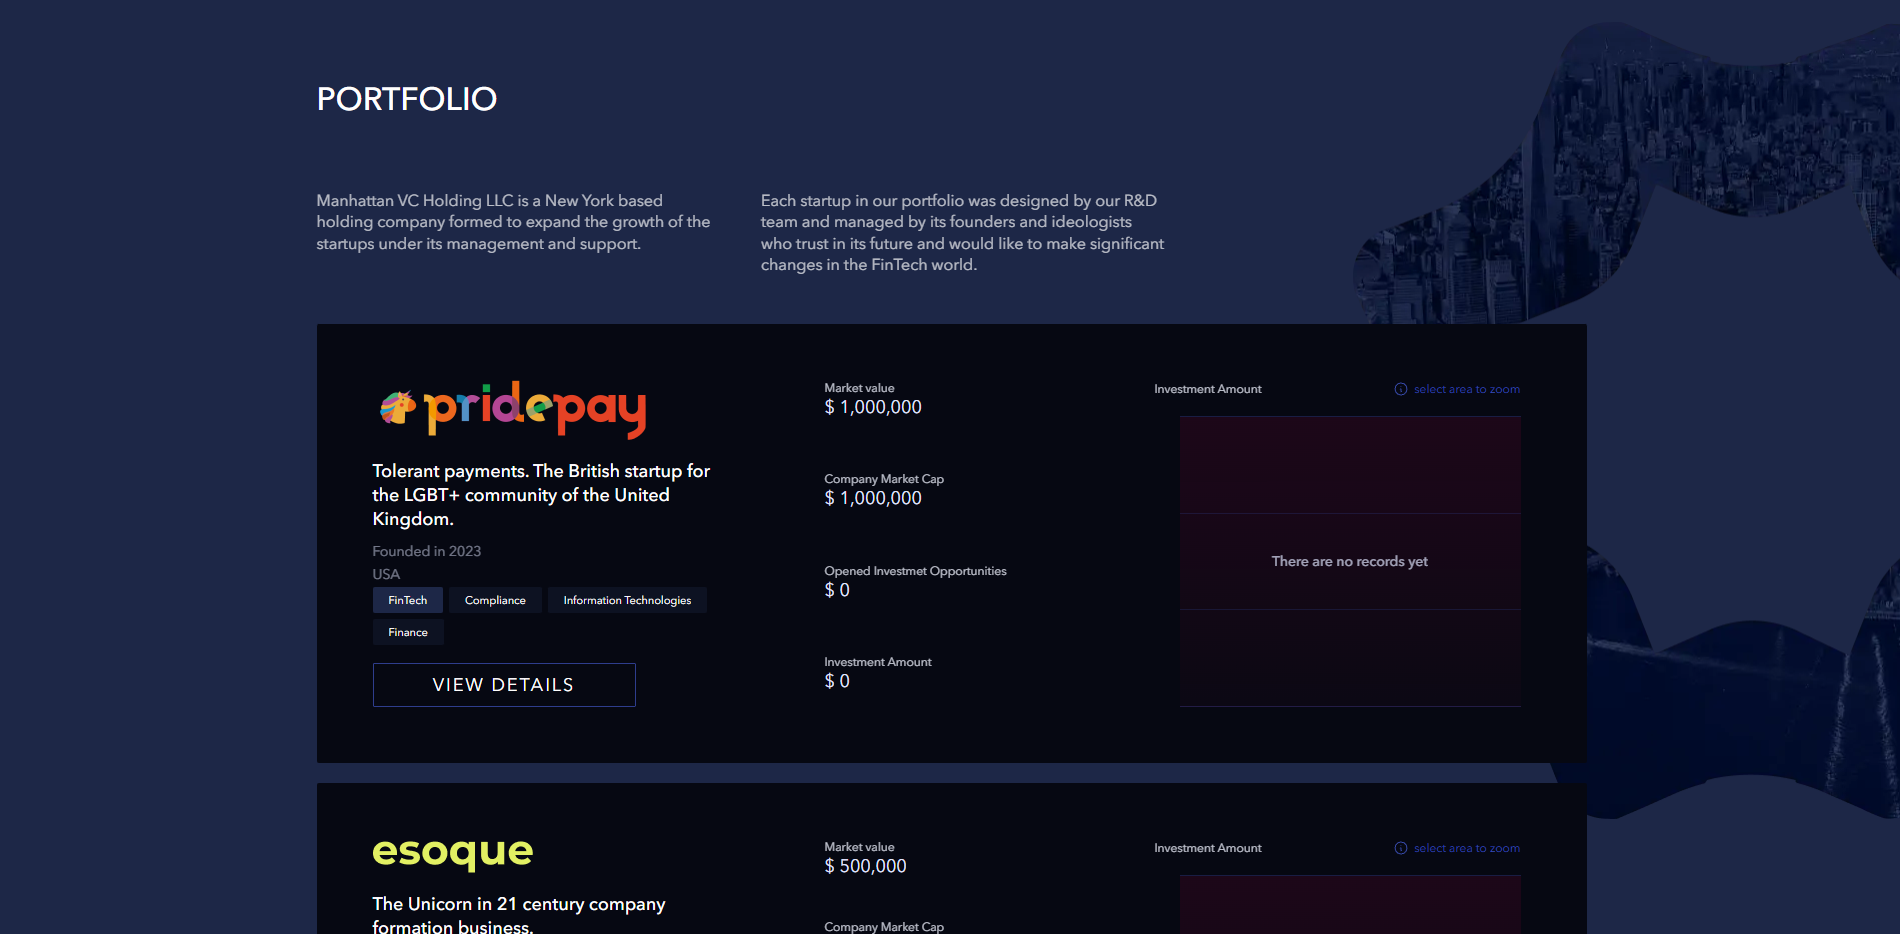 PORTFOLIO
Manhattan VC Holding LLC is a New York based
holding company formed to expand the growth of the
startups under its management and support.
Each startup in our portfolio was designed by our R&D
team and managed by its founders and ideologists
who trust in its future and would like to make significant
changes in the FinTech world.
pridepay
Tolerant payments. The British startup for
the LGBT+ community of the United
Kingdom.
Founded in 2023
USA
FinTech
Compliance
Information Technologies
Finance
VIEW DETAILS
Market value
$ 1,000,000
Company Market Cap
$ 1,000,000
Opened Investmet Opportunities
$ 0
Investment Amount
$ 0
Investment Amount
select area to zoom
There are no records yet
esoque
The Unicorn in 21 century company
formation business.
Market value
$ 500,000
Company Market Cap
Investment Amount
select area to zoom